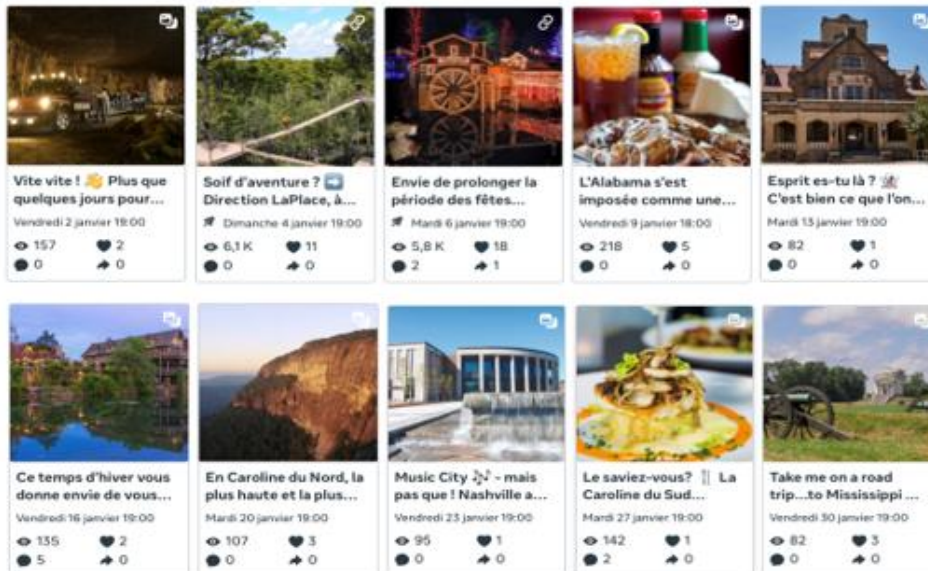 Vite vite ! 👋 Plus que
quelques jours pour...
Vendredi 2 janvier 19:00
157 2
0 0
Soif d'aventure ? ➡️
Direction LaPlace, à...
Dimanche 4 janvier 19:00
6,1 K 11
0 0
Envie de prolonger la
période des fêtes...
Mardi 6 janvier 19:00
5,8 K 18
2 1
L'Alabama s'est
imposée comme une...
Vendredi 9 janvier 18:00
218 5
0 0
Esprit es-tu là ? 👻
C'est bien ce que l'on...
Mardi 13 janvier 19:00
82 1
0 0
Ce temps d'hiver vous
donne envie de vous...
Vendredi 16 janvier 19:00
135 2
5 0
En Caroline du Nord, la
plus haute et la plus...
Mardi 20 janvier 19:00
107 3
0 0
Music City 🎶 - mais
pas que ! Nashville a...
Vendredi 23 janvier 19:00
95 1
0 0
Le saviez-vous? 🍴 La
Caroline du Sud...
Mardi 27 janvier 19:00
142 1
2 0
Take me on a road
trip...to Mississippi ...
Vendredi 30 janvier 19:00
82 3
0 0